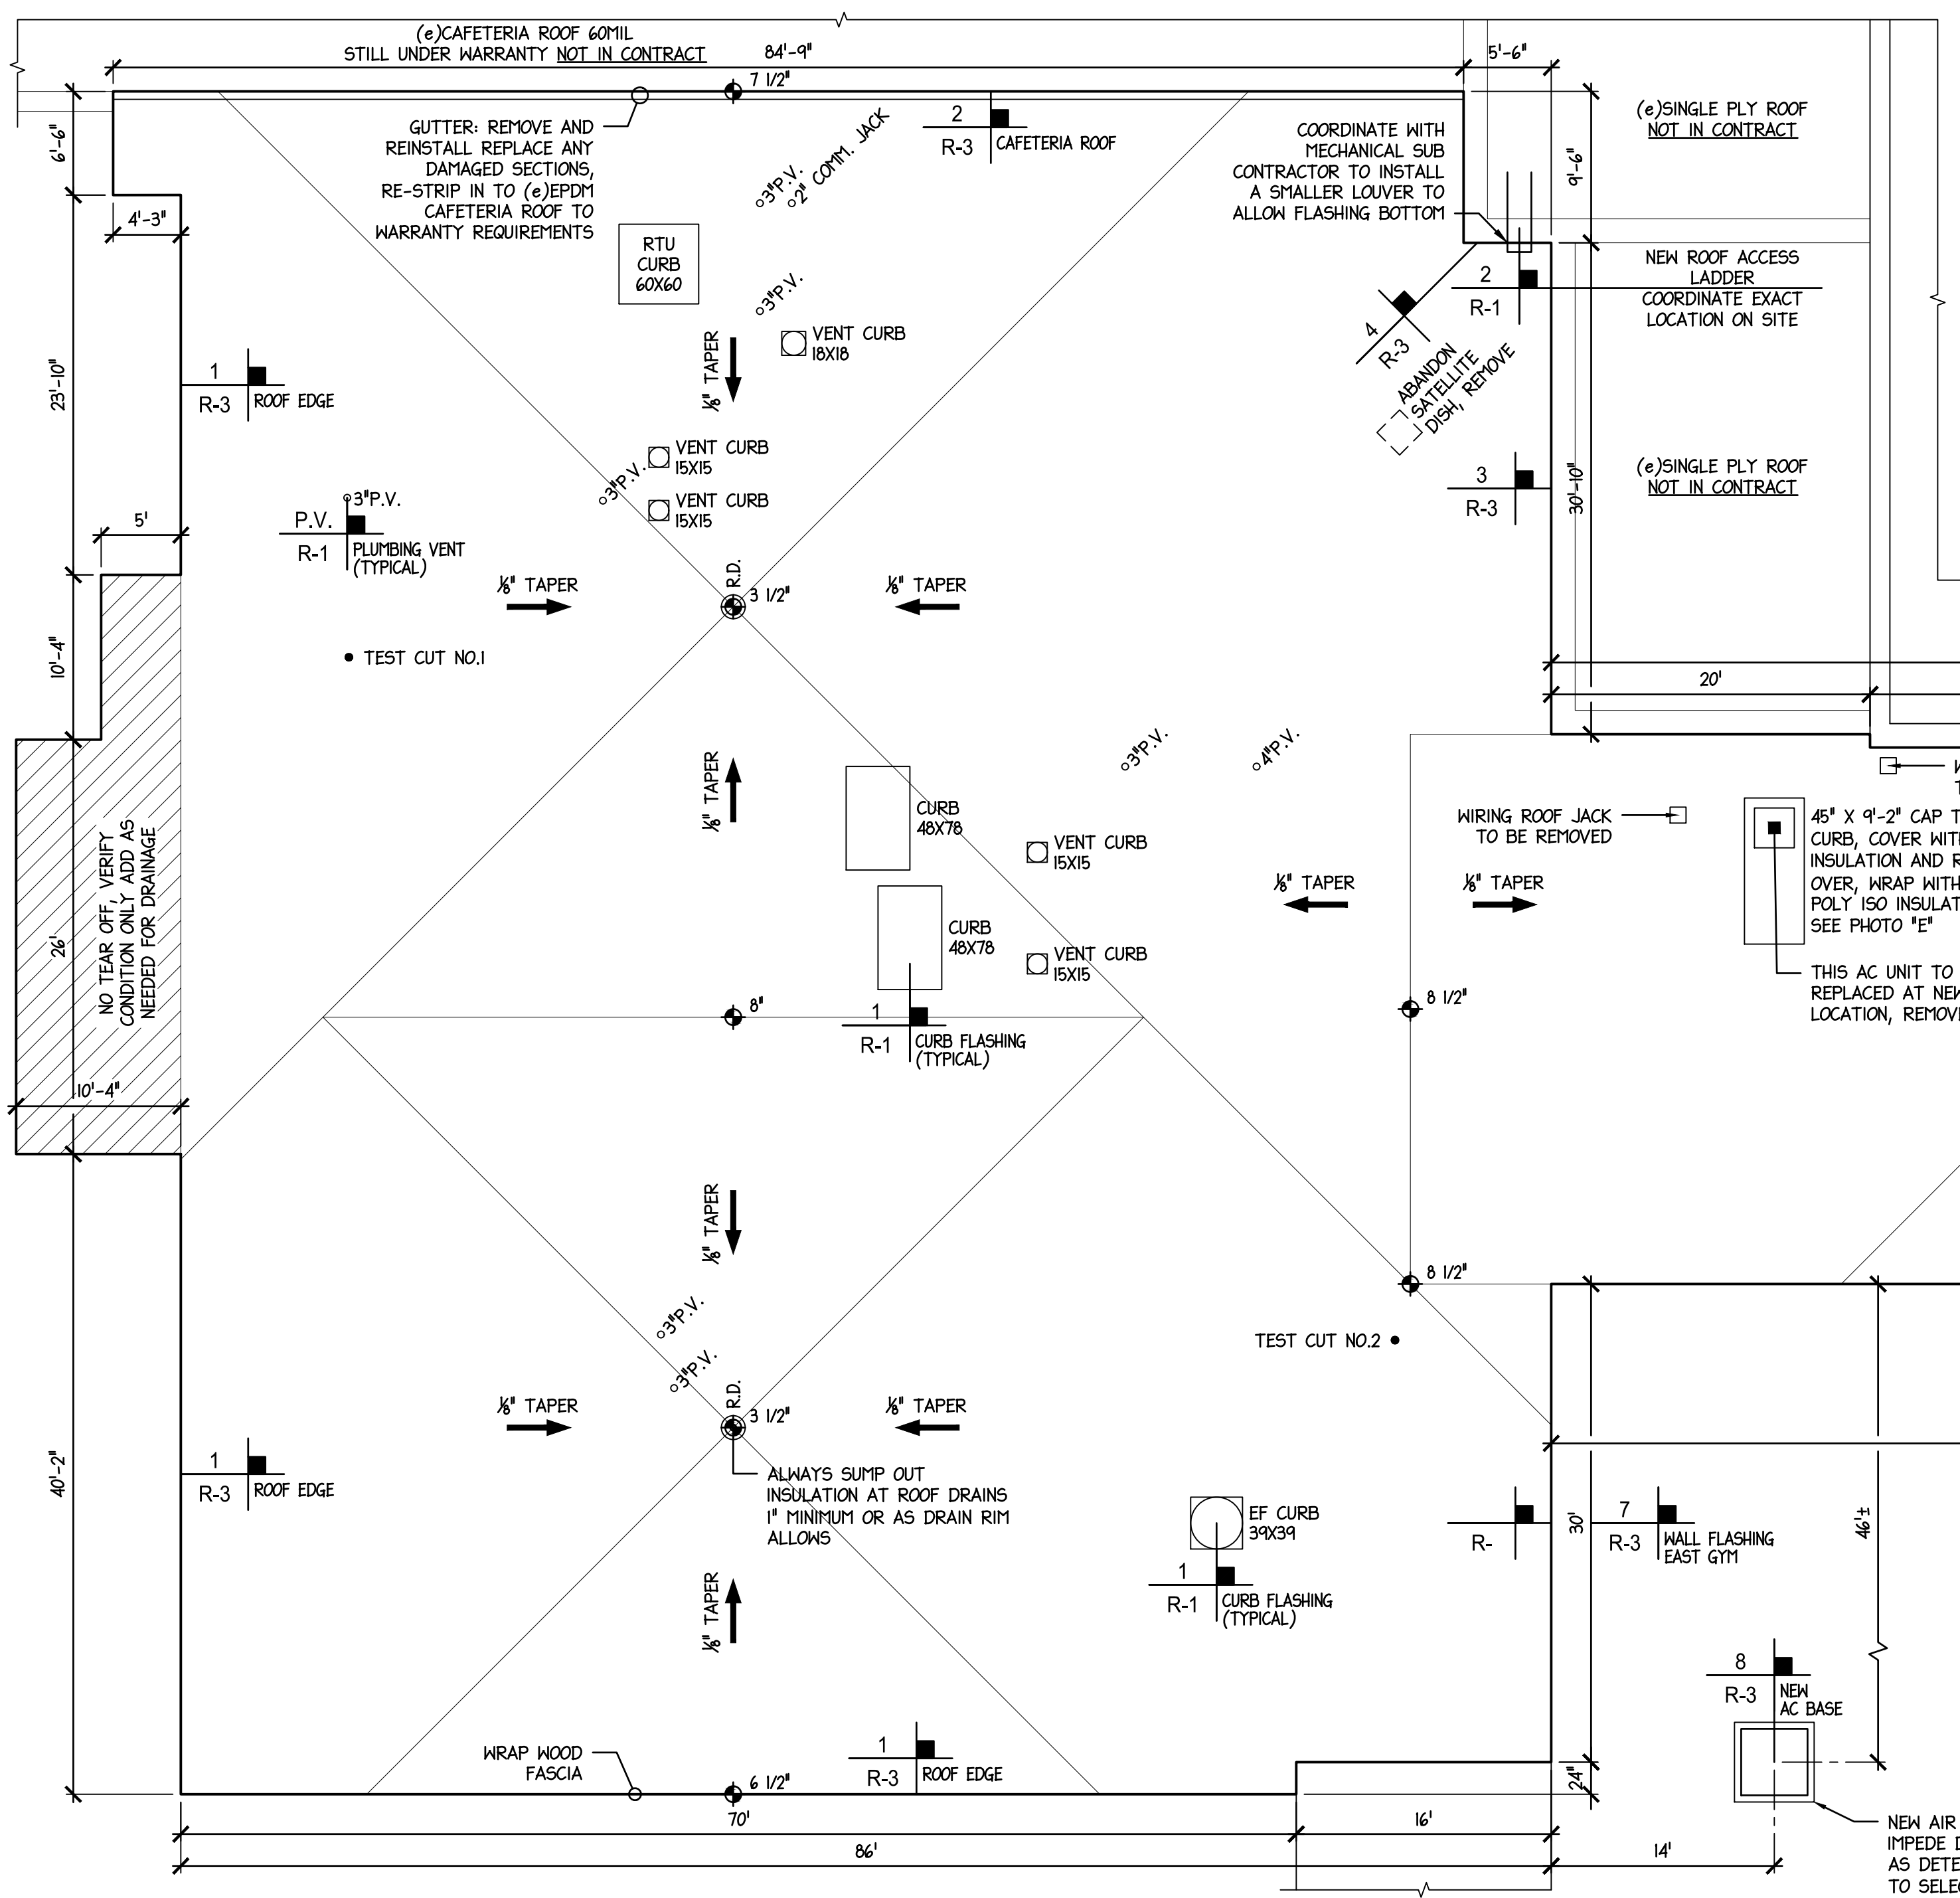 (e)CAFETERIA ROOF 60MIL
STILL UNDER WARRANTY NOT IN CONTRACT
84'-9"
5'-6"
7 1/2"
6'-6"
GUTTER: REMOVE AND
REINSTALL REPLACE ANY
DAMAGED SECTIONS,
RE-STRIP IN TO (e)EPDM
CAFETERIA ROOF TO
WARRANTY REQUIREMENTS
3"P.V.
2" COMM. JACK
2
R-3
CAFETERIA ROOF
COORDINATE WITH
MECHANICAL SUB
CONTRACTOR TO INSTALL
A SMALLER LOUVER TO
ALLOW FLASHING BOTTOM
9'-6"
(e)SINGLE PLY ROOF
NOT IN CONTRACT
4'-3"
RTU
CURB
60X60
3"P.V.
VENT CURB
18X18
1/8" TAPER
2
R-1
NEW ROOF ACCESS
LADDER
COORDINATE EXACT
LOCATION ON SITE
4
R-3
ABANDON
SATELLITE
DISH, REMOVE
23'-10"
1
R-3
ROOF EDGE
VENT CURB
15X15
3"P.V.
VENT CURB
15X15
3
R-3
30'-10"
(e)SINGLE PLY ROOF
NOT IN CONTRACT
5'
3"P.V.
P.V.
R-1
PLUMBING VENT
(TYPICAL)
1/8" TAPER
R.D.
3 1/2"
1/8" TAPER
10'-4"
TEST CUT NO.1
20'
1/8" TAPER
3"P.V.
4"P.V.
CURB
48X78
VENT CURB
15X15
WIRING ROOF JACK
TO BE REMOVED
45" X 9'-2" CAP
CURB, COVER
INSULATION AND
OVER, WRAP
POLY ISO
SEE PHOTO "E"
1/8" TAPER
1/8" TAPER
NO TEAR OFF, VERIFY
CONDITION ONLY ADD AS
NEEDED FOR DRAINAGE
26'
CURB
48X78
VENT CURB
15X15
THIS AC UNIT TO
REPLACED AT
LOCATION,
8"
8 1/2"
1
R-1
CURB FLASHING
(TYPICAL)
10'-4"
1/8" TAPER
8 1/2"
3"P.V.
3"P.V.
TEST CUT NO.2
1/8" TAPER
R.D.
3 1/2"
1/8" TAPER
40'-2"
1
R-3
ROOF EDGE
ALWAYS SUMP OUT
INSULATION AT ROOF DRAINS
1" MINIMUM OR AS DRAIN RIM
ALLOWS
EF CURB
39X39
R-
30'
7
R-3
WALL FLASHING
EAST GYM
46'±
1
R-1
CURB FLASHING
(TYPICAL)
1/8" TAPER
8
R-3
NEW
AC BASE
WRAP WOOD
FASCIA
6 1/2"
1
R-3
ROOF EDGE
24"
70'
16'
86'
14'
NEW AIR
IMPEDE
AS
TO